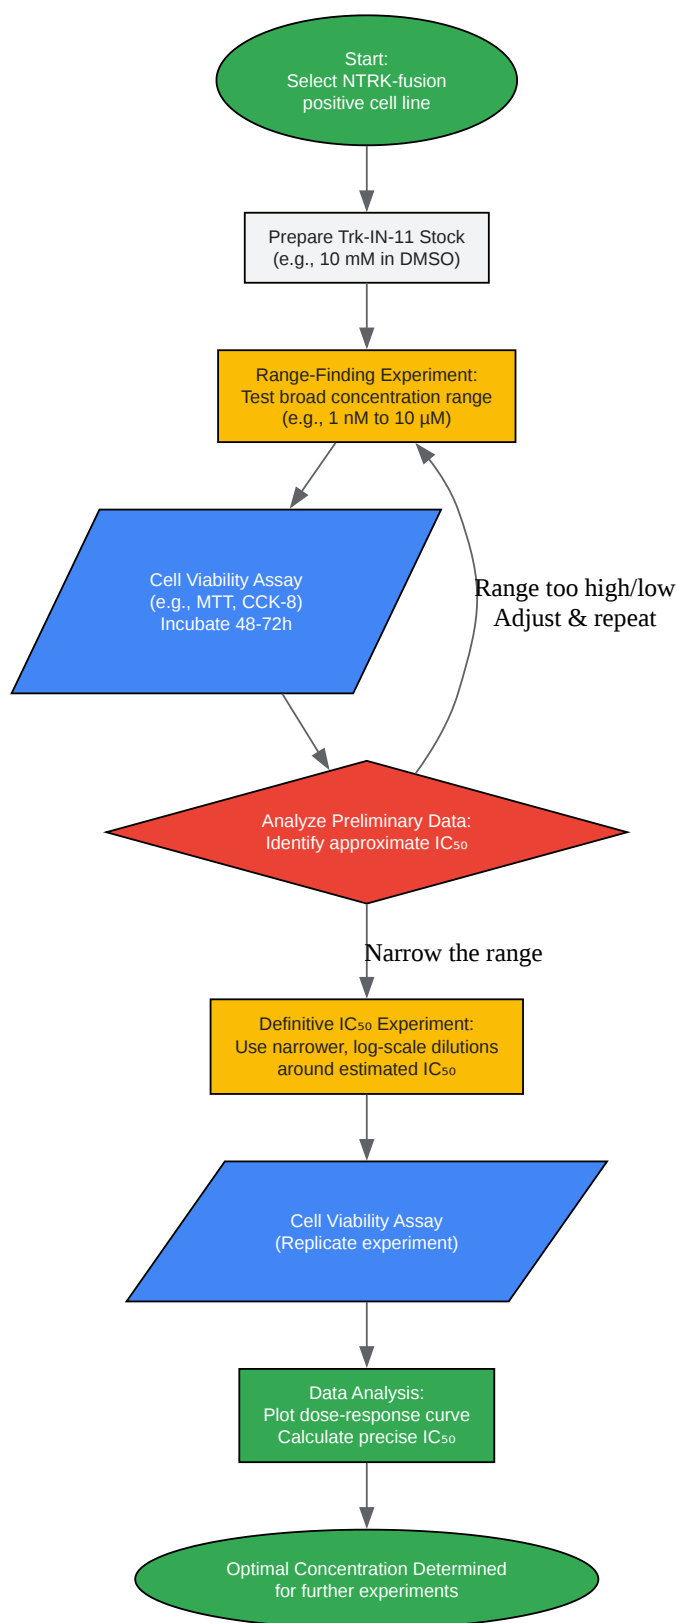 Start:
Select NTRK-fusion
positive cell line
Prepare Trk-IN-11 Stock
(e.g., 10 mM in DMSO)
Range-Finding Experiment:
Test broad concentration range
(e.g., 1 nM to 10 µM)
Cell Viability Assay
(e.g., MTT, CCK-8)
Incubate 48-72h
Range too high/low
Adjust & repeat
Analyze Preliminary Data:
Identify approximate IC₅₀
Narrow the range
Definitive IC₅₀ Experiment:
Use narrower, log-scale dilutions
around estimated IC₅₀
Cell Viability Assay
(Replicate experiment)
Data Analysis:
Plot dose-response curve
Calculate precise IC₅₀
Optimal Concentration Determined
for further experiments